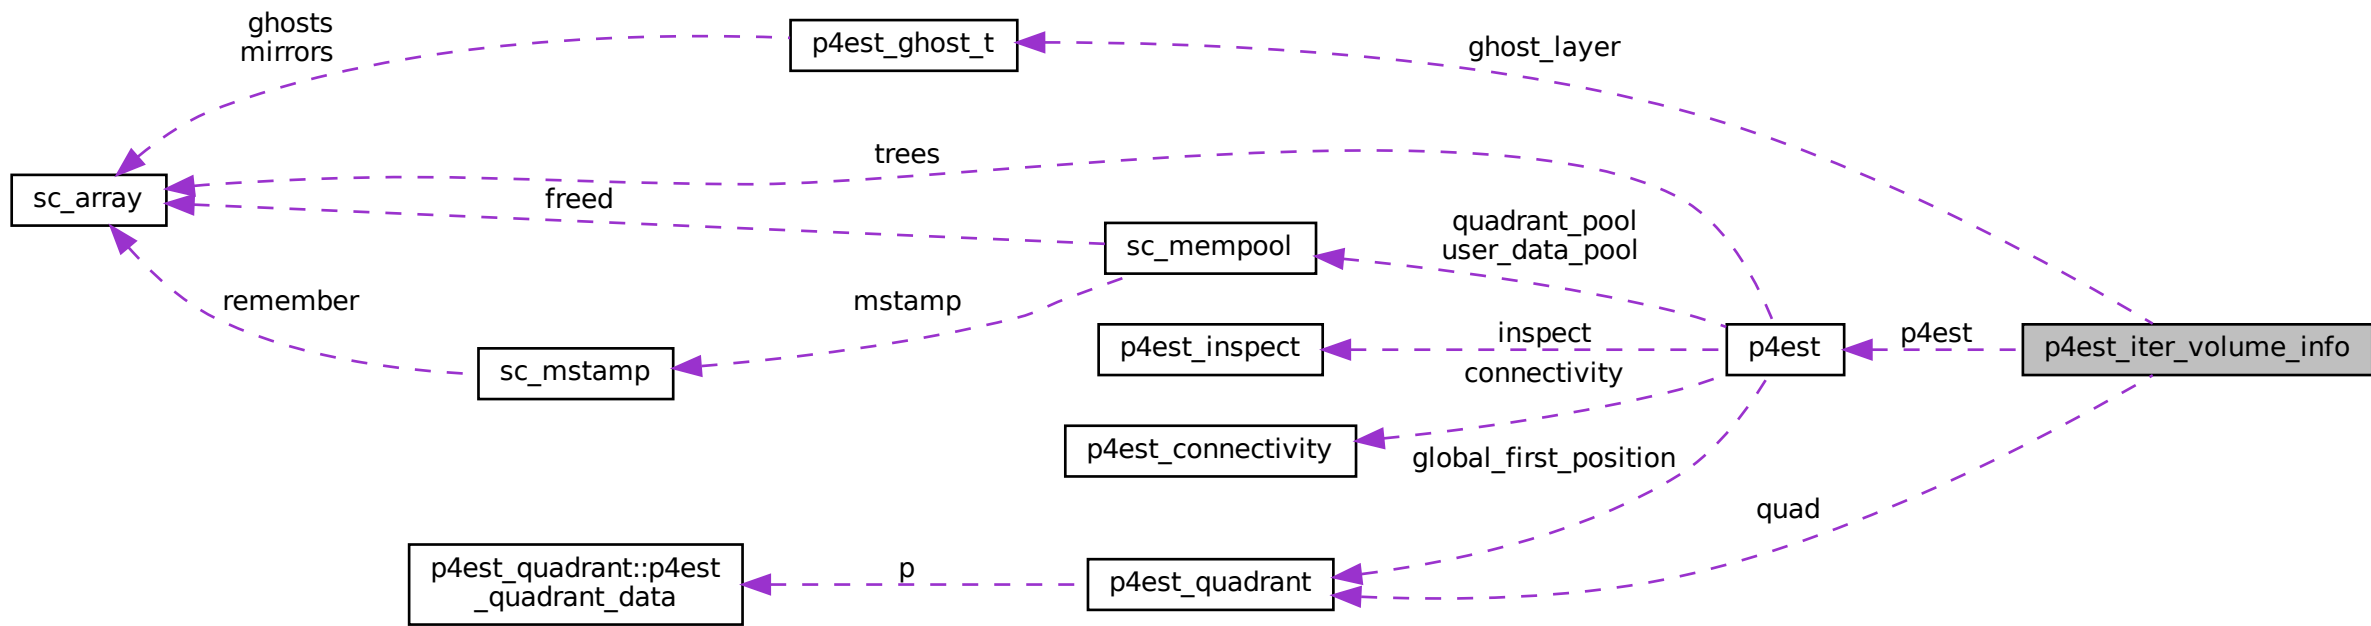 ghosts
mirrors
p4est_ghost_t
ghost_layer
trees
sc_array
freed
quadrant_pool
user_data_pool
sc_mempool
remember
mstamp
inspect
p4est
p4est_inspect
p4est
p4est_iter_volume_info
sc_mstamp
connectivity
p4est_connectivity
global_first_position
quad
p4est_quadrant::p4est
_quadrant_data
p
p4est_quadrant